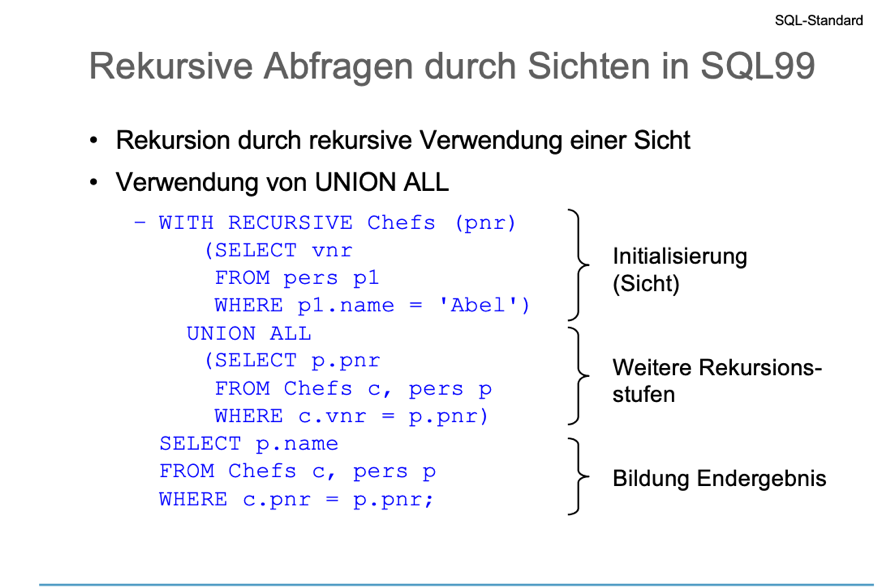 SQL-Standard
Rekursive Abfragen durch Sichten in SQL99
• Rekursion durch rekursive Verwendung einer Sicht
• Verwendung von UNION ALL
– WITH RECURSIVE Chefs (pnr)
(SELECT vnr
FROM pers p1
WHERE p1.name = 'Abel')
Initialisierung
(Sicht)
UNION ALL
(SELECT p.pnr
FROM Chefs c, pers p
WHERE c.vnr = p.pnr)
Weitere Rekursions-
stufen
SELECT p.name
FROM Chefs c, pers p
WHERE c.pnr = p.pnr;
Bildung Endergebnis